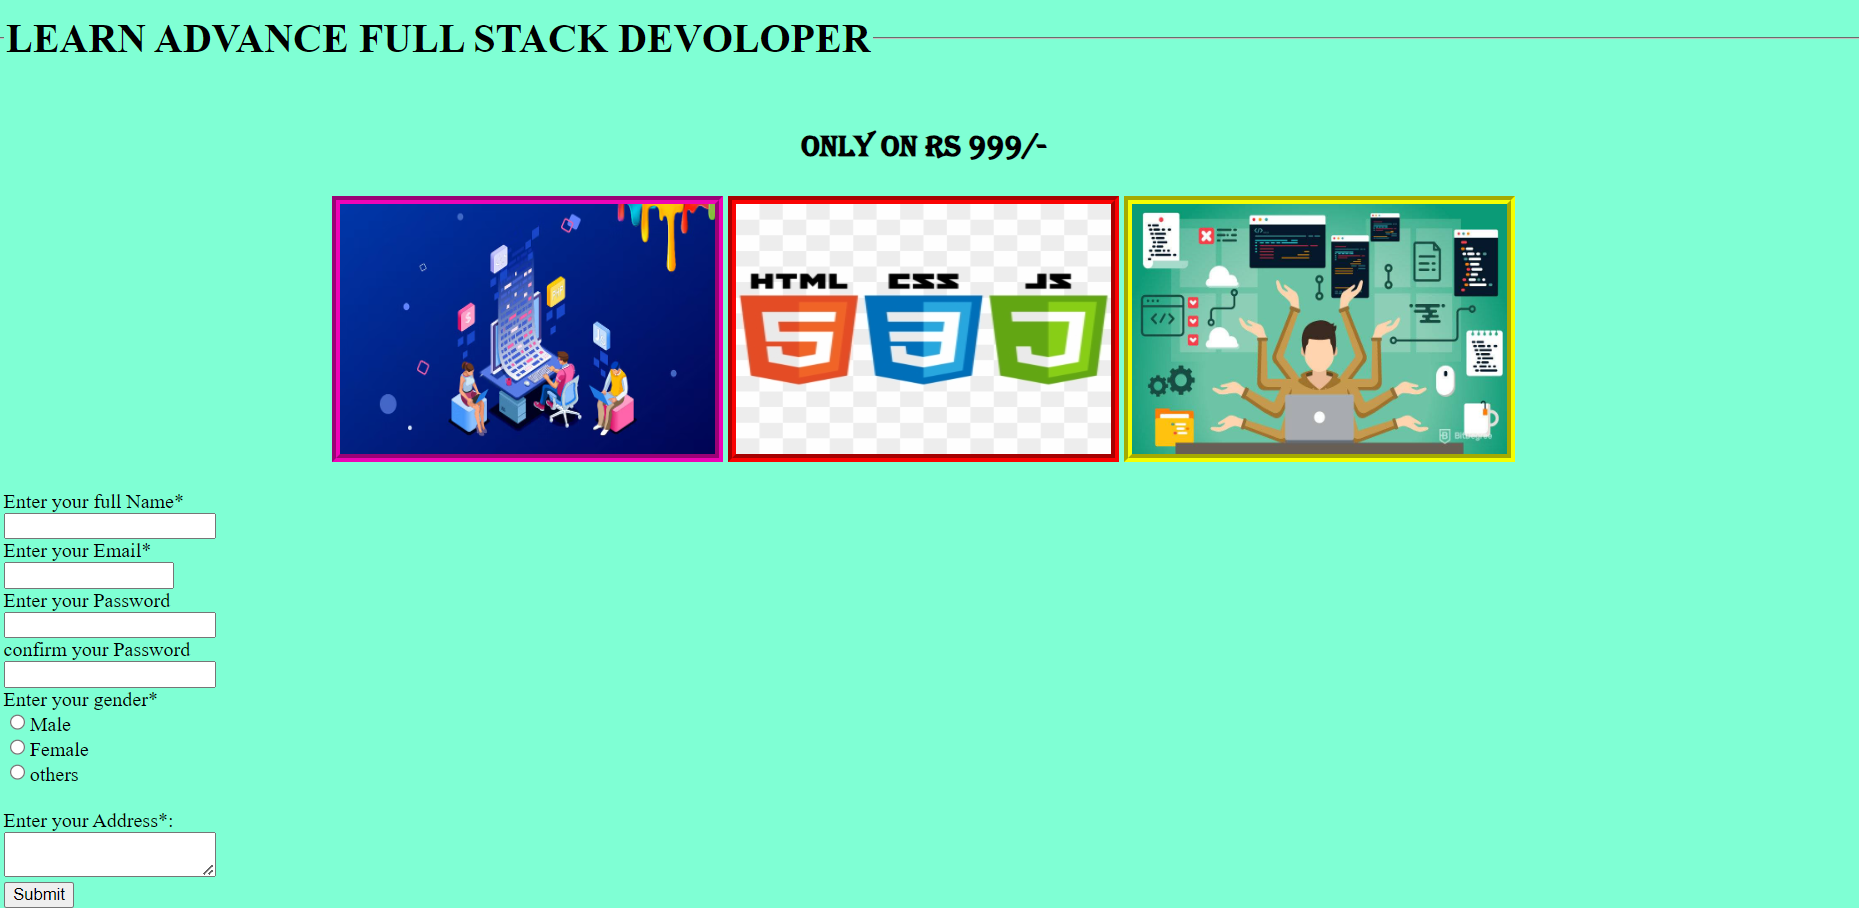 LEARN ADVANCE FULL STACK DEVOLOPER
ONLY ON RS 999/-
HTML CSS JS
</>
Enter your full Name*
Enter your Email*
Enter your Password
confirm your Password
Enter your gender*
Male
Female
others
Enter your Address*:
Submit